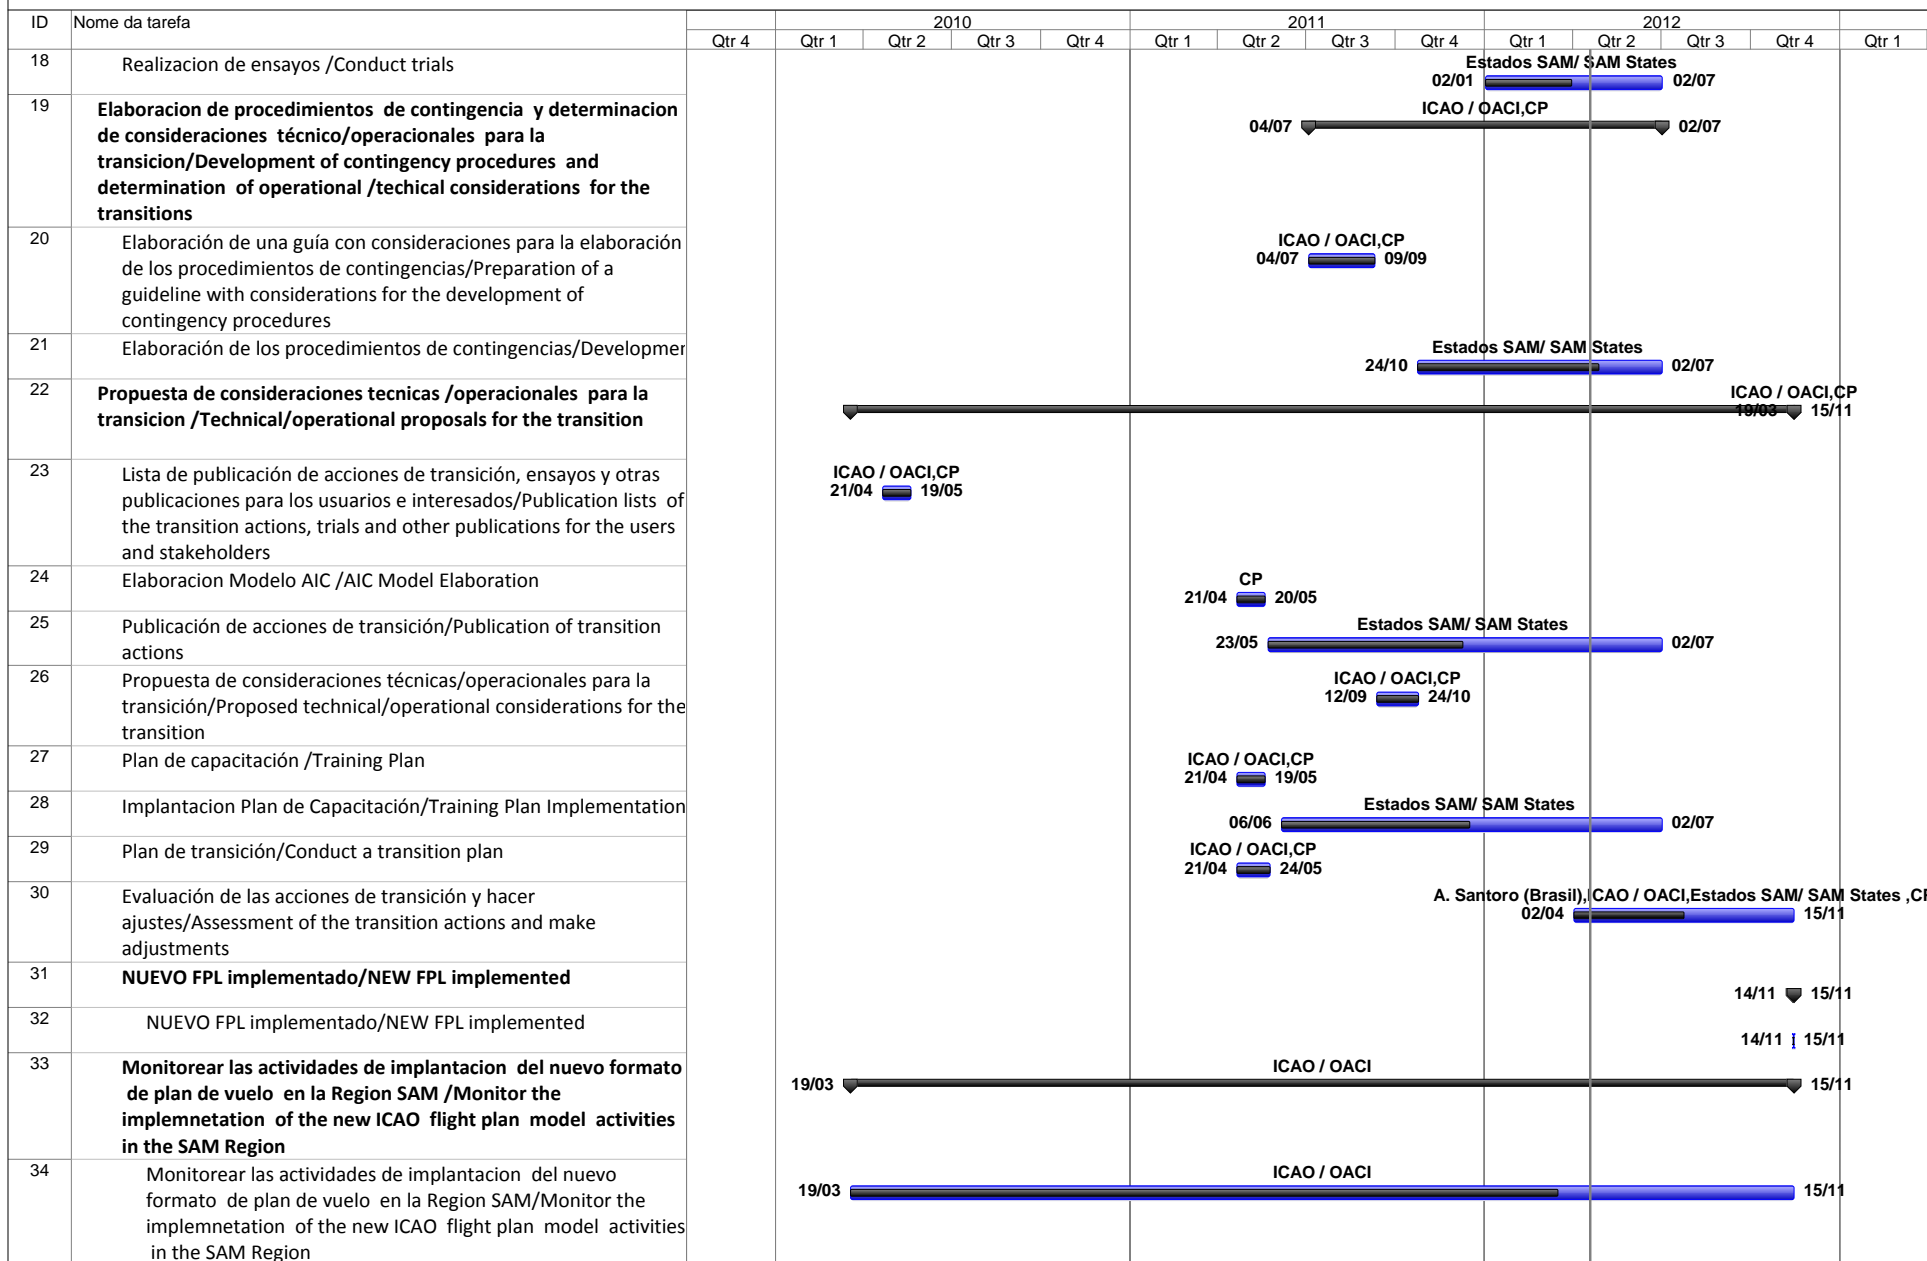 ID Nome da tarefa 2010 2011 2012
Qtr 4 Qtr 1 Qtr 2 Qtr 3 Qtr 4 Qtr 1 Qtr 2 Qtr 3 Qtr 4 Qtr 1 Qtr 2 Qtr 3 Qtr 4 Qtr 1
18 Realizacion de ensayos /Conduct trials
Estados SAM/ SAM States
02/01 02/07
19 Elaboracion de procedimientos de contingencia y determinacion
de consideraciones técnico/operacionales para la
transicion/Development of contingency procedures and
determination of operational /techical considerations for the
transitions
ICAO / OACI,CP
04/07 02/07
20 Elaboración de una guía con consideraciones para la elaboración
de los procedimientos de contingencias/Preparation of a
guideline with considerations for the development of
contingency procedures
ICAO / OACI,CP
04/07 09/09
21 Elaboración de los procedimientos de contingencias/Developmen
Estados SAM/ SAM States
24/10 02/07
22 Propuesta de consideraciones tecnicas /operacionales para la
transicion /Technical/operational proposals for the transition
ICAO / OACI,CP
19/03 15/11
23 Lista de publicación de acciones de transición, ensayos y otras
publicaciones para los usuarios e interesados/Publication lists of
the transition actions, trials and other publications for the users
and stakeholders
ICAO / OACI,CP
21/04 19/05
24 Elaboracion Modelo AIC /AIC Model Elaboration
CP
21/04 20/05
25 Publicación de acciones de transición/Publication of transition
actions
Estados SAM/ SAM States
23/05 02/07
26 Propuesta de consideraciones técnicas/operacionales para la
transición/Proposed technical/operational considerations for the
transition
ICAO / OACI,CP
12/09 24/10
27 Plan de capacitación /Training Plan
ICAO / OACI,CP
21/04 19/05
28 Implantacion Plan de Capacitación/Training Plan Implementation
Estados SAM/ SAM States
06/06 02/07
29 Plan de transición/Conduct a transition plan
ICAO / OACI,CP
21/04 24/05
30 Evaluación de las acciones de transición y hacer
ajustes/Assessment of the transition actions and make
adjustments
A. Santoro (Brasil),ICAO / OACI,Estados SAM/ SAM States ,CP
02/04 15/11
31 NUEVO FPL implementado/NEW FPL implemented
14/11 15/11
32 NUEVO FPL implementado/NEW FPL implemented
14/11 15/11
33 Monitorear las actividades de implantacion del nuevo formato
de plan de vuelo en la Region SAM /Monitor the
implemnetation of the new ICAO flight plan model activities
in the SAM Region
ICAO / OACI
19/03 15/11
34 Monitorear las actividades de implantacion del nuevo
formato de plan de vuelo en la Region SAM/Monitor the
implemnetation of the new ICAO flight plan model activities
in the SAM Region
ICAO / OACI
19/03 15/11